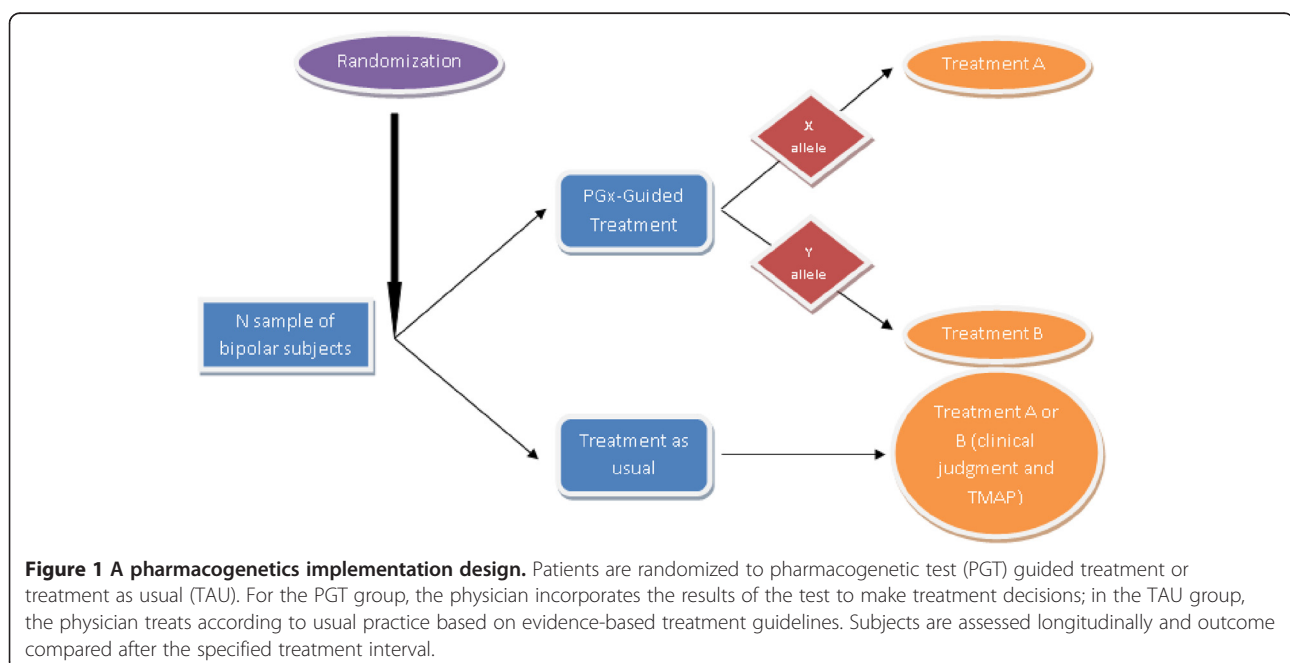 Randomization
Treatment A
X
allele
PGx-Guided
Treatment
Y
allele
N sample of
bipolar subjects
Treatment B
Treatment as
usual
Treatment A or
B (clinical
judgment and
TMAP)
Figure 1 A pharmacogenetics implementation design. Patients are randomized to pharmacogenetic test (PGT) guided treatment or
treatment as usual (TAU). For the PGT group, the physician incorporates the results of the test to make treatment decisions; in the TAU group,
the physician treats according to usual practice based on evidence-based treatment guidelines. Subjects are assessed longitudinally and outcome
compared after the specified treatment interval.